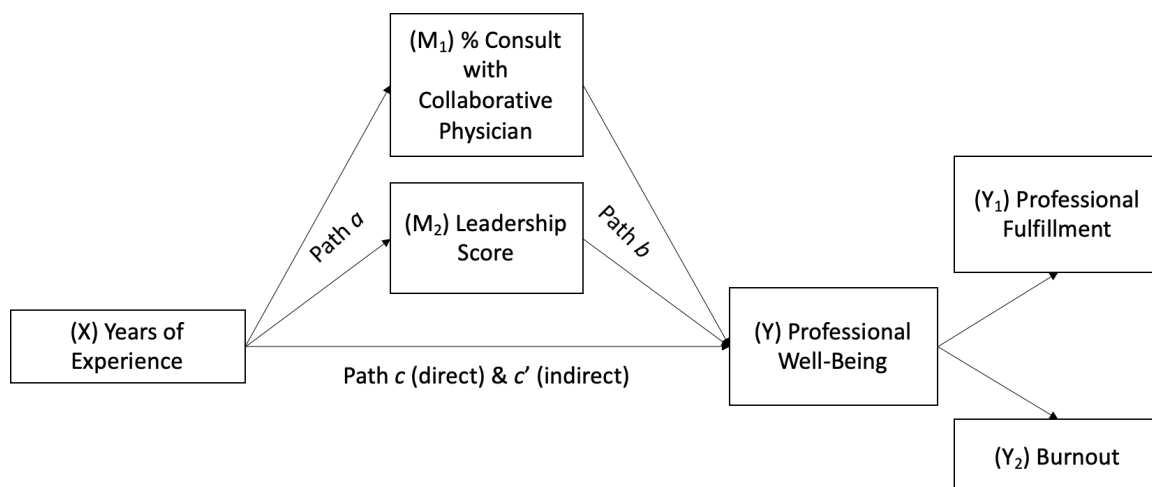 (M₁) % Consult
with
Collaborative
Physician
(M₂) Leadership
Score
Path a
Path b
(X) Years of
Experience
Path c (direct) & c’ (indirect)
(Y) Professional
Well-Being
(Y₁) Professional
Fulfillment
(Y₂) Burnout